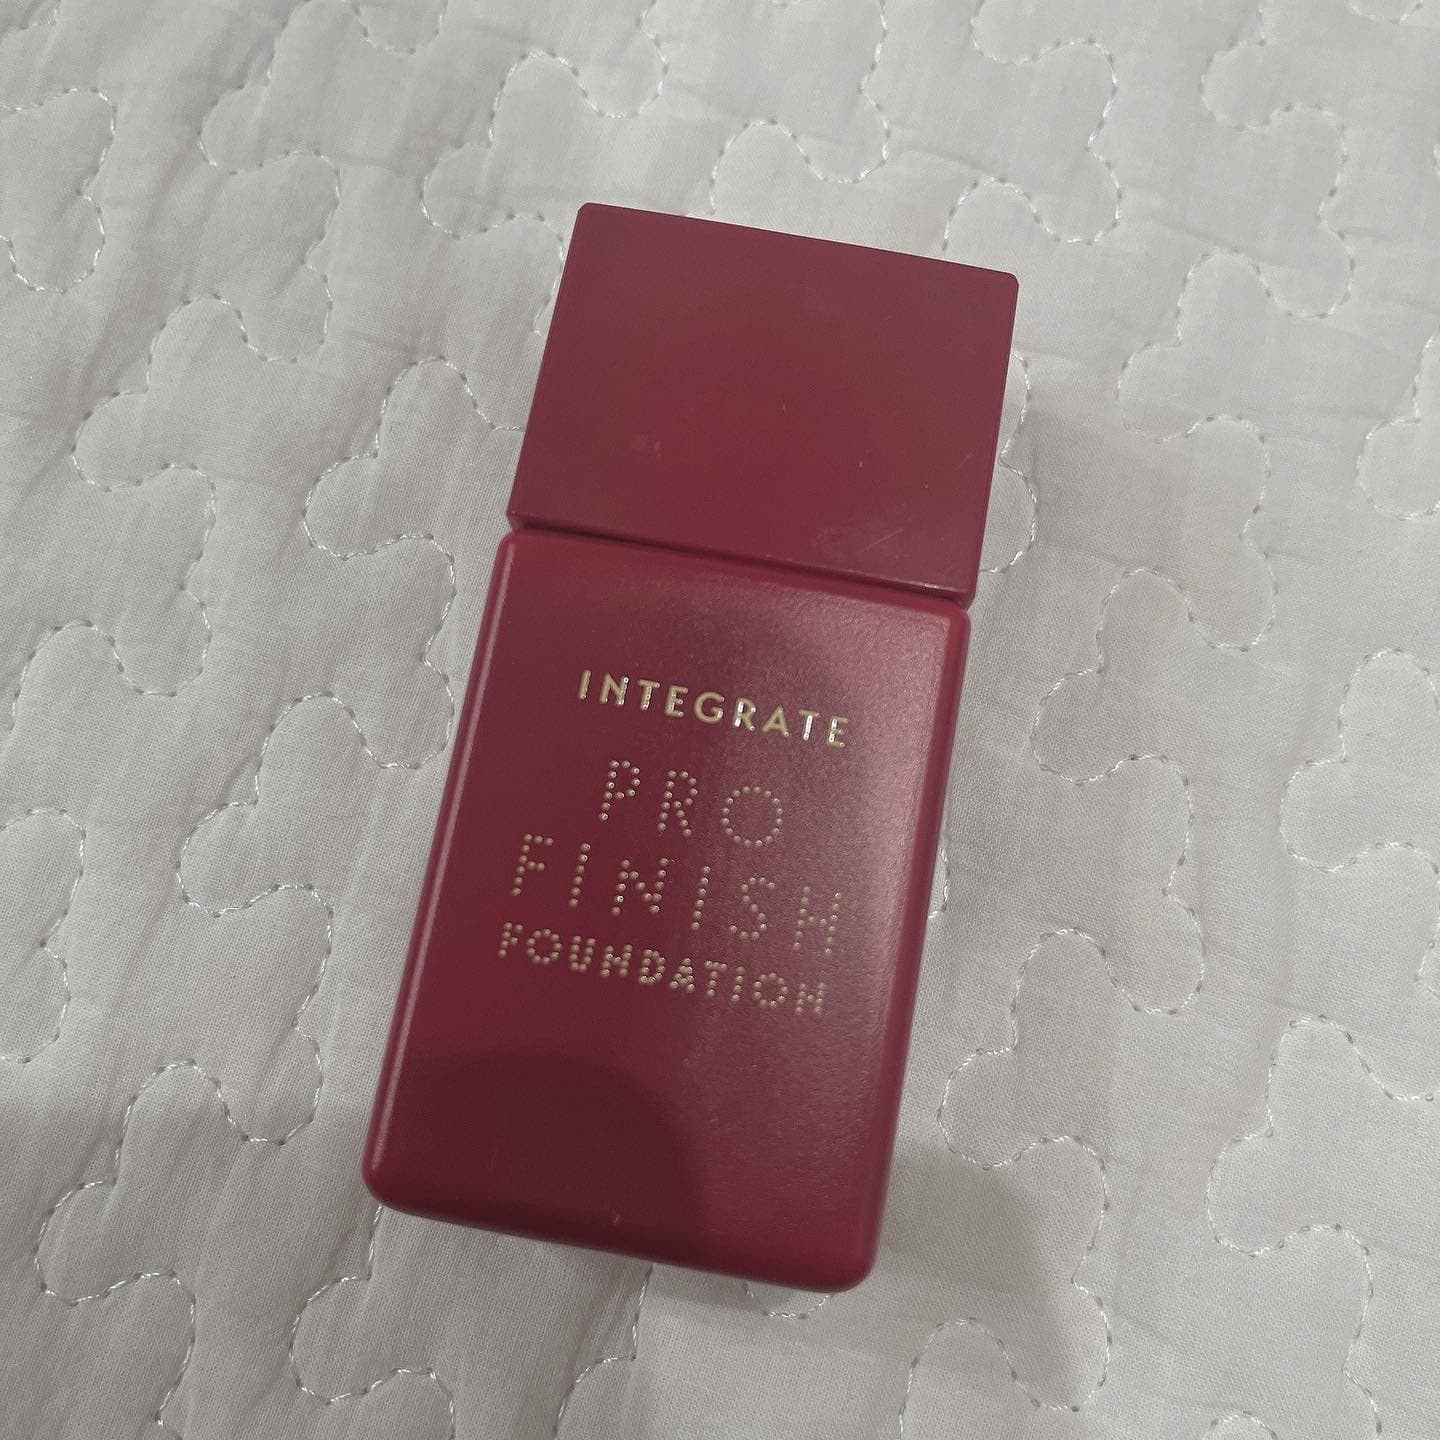 INTEGRATE
PRO
FINISH
FOUNDATION